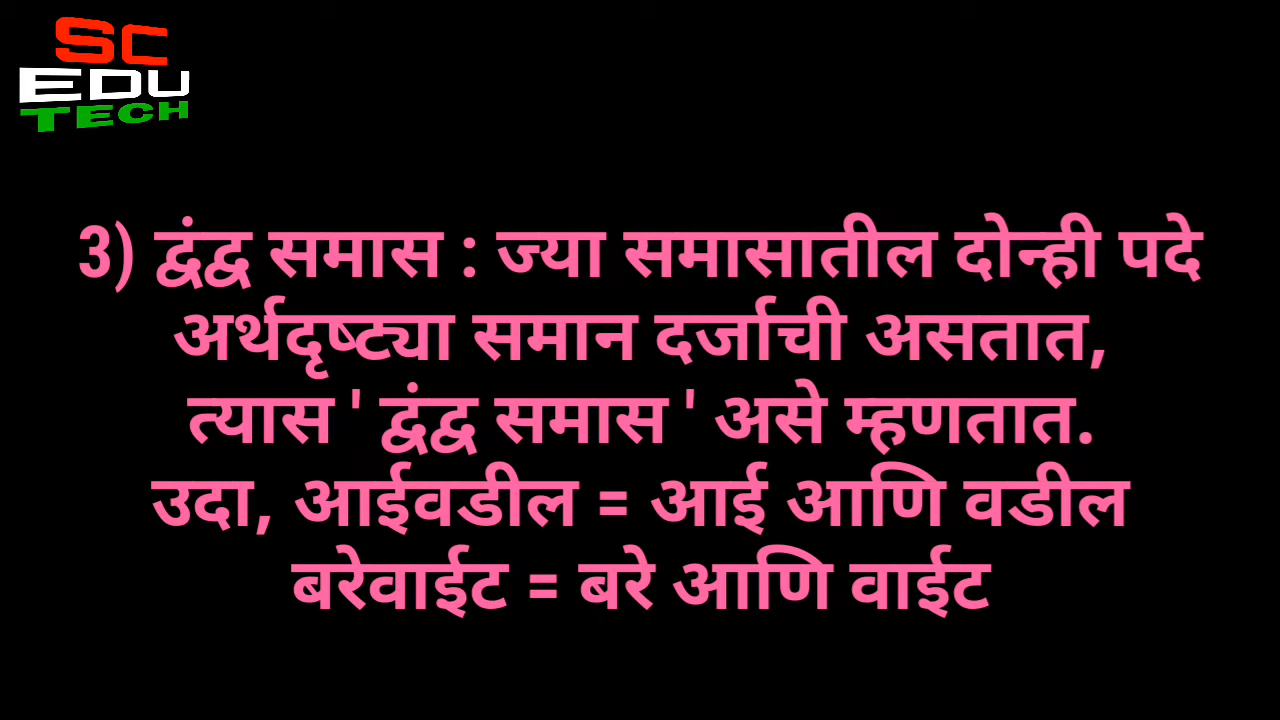 SC
EDU
TECH
3) द्वंद्व समास : ज्या समासातील दोन्ही पदे
अर्थदृष्ट्या समान दर्जाची असतात,
त्यास ' द्वंद्व समास ' असे म्हणतात.
उदा, आईवडील = आई आणि वडील
बरेवाईट = बरे आणि वाईट